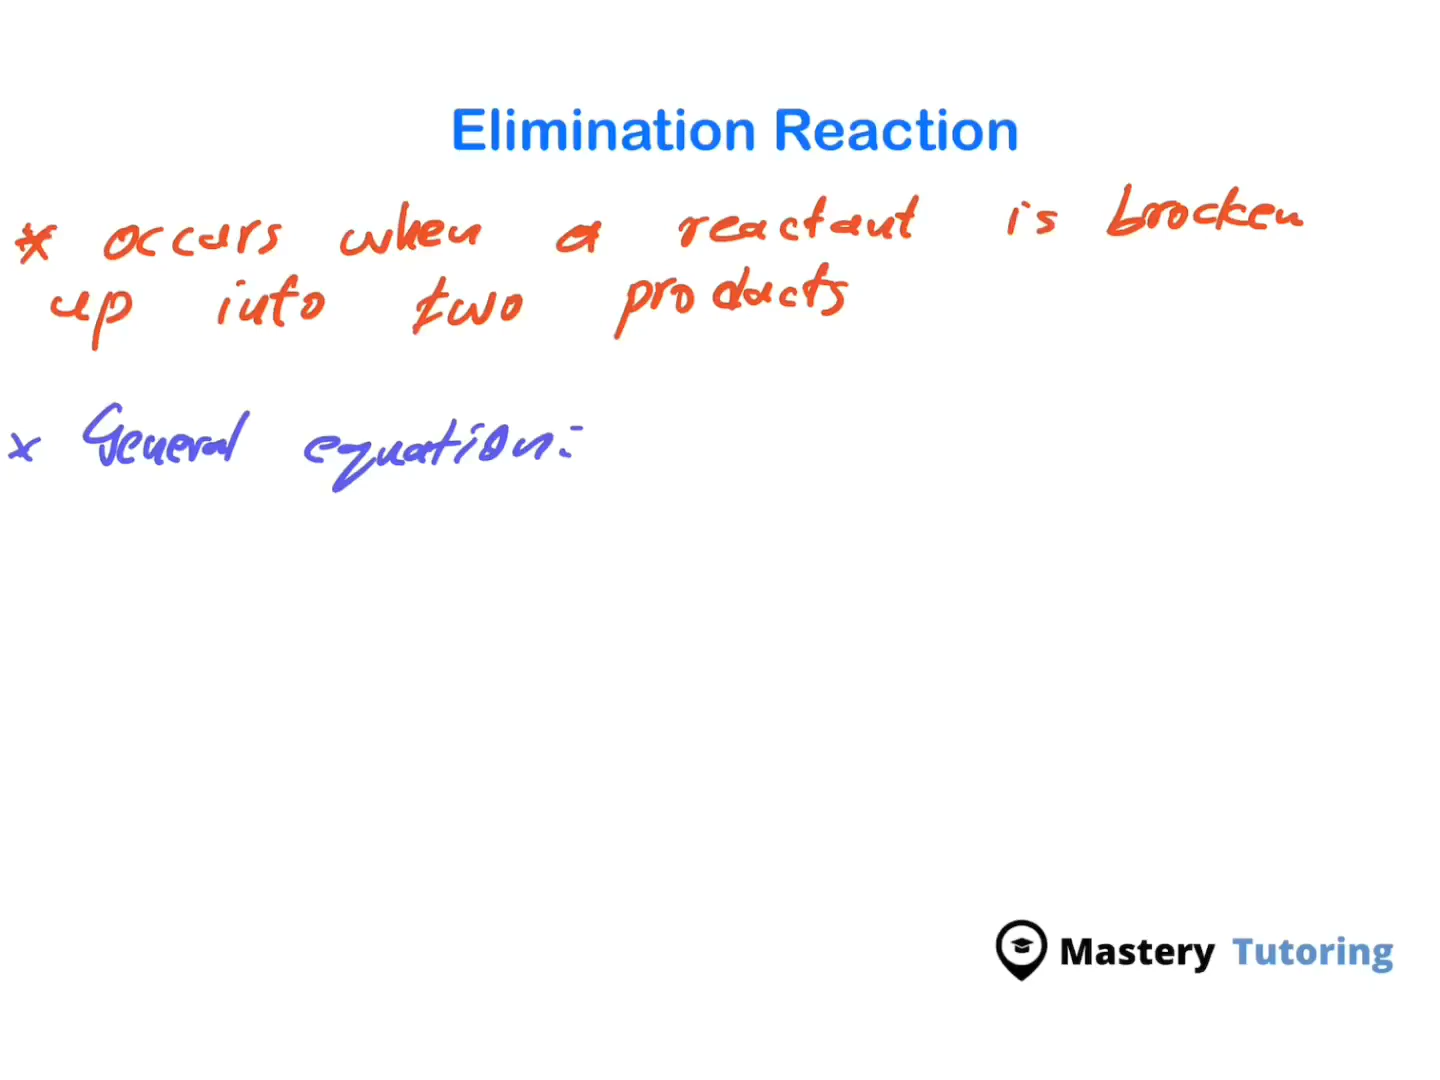 Elimination Reaction
* occurs when a reactant is brocken
up into two products
* General equation:
Mastery Tutoring